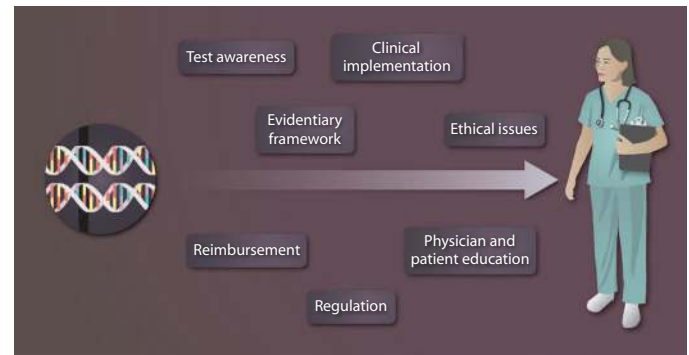 Test awareness
Clinical
implementation
Evidentiary
framework
Ethical issues
Reimbursement
Physician and
patient education
Regulation